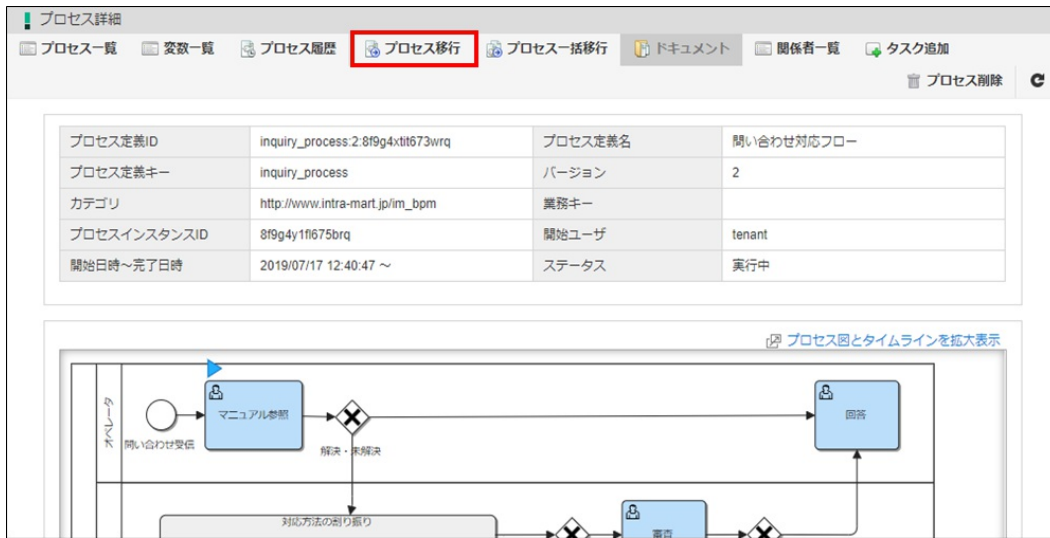 プロセス詳細
プロセス一覧 変数一覧 プロセス履歴 プロセス移行 プロセス一括移行 ドキュメント 関係者一覧 タスク追加
プロセス削除
プロセス定義ID inquiry_process:2:8f9g4xtit673wrq プロセス定義名 問い合わせ対応フロー
プロセス定義キー inquiry_process バージョン 2
カテゴリ http://www.intra-mart.jp/im_bpm 業務キー
プロセスインスタンスID 8f9g4y1fl675brq 開始ユーザ tenant
開始日時~完了日時 2019/07/17 12:40:47 ~ ステータス 実行中
プロセス図とタイムラインを拡大表示
オペレータ
問い合わせ受信
マニュアル参照
解決・未解決
回答
対応方法の割り振り
審査